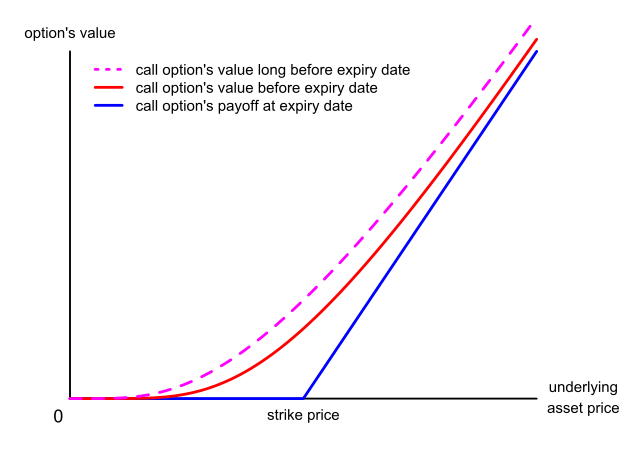 option's value
call option's value long before expiry date
call option's value before expiry date
call option's payoff at expiry date
underlying
asset price
0
strike price